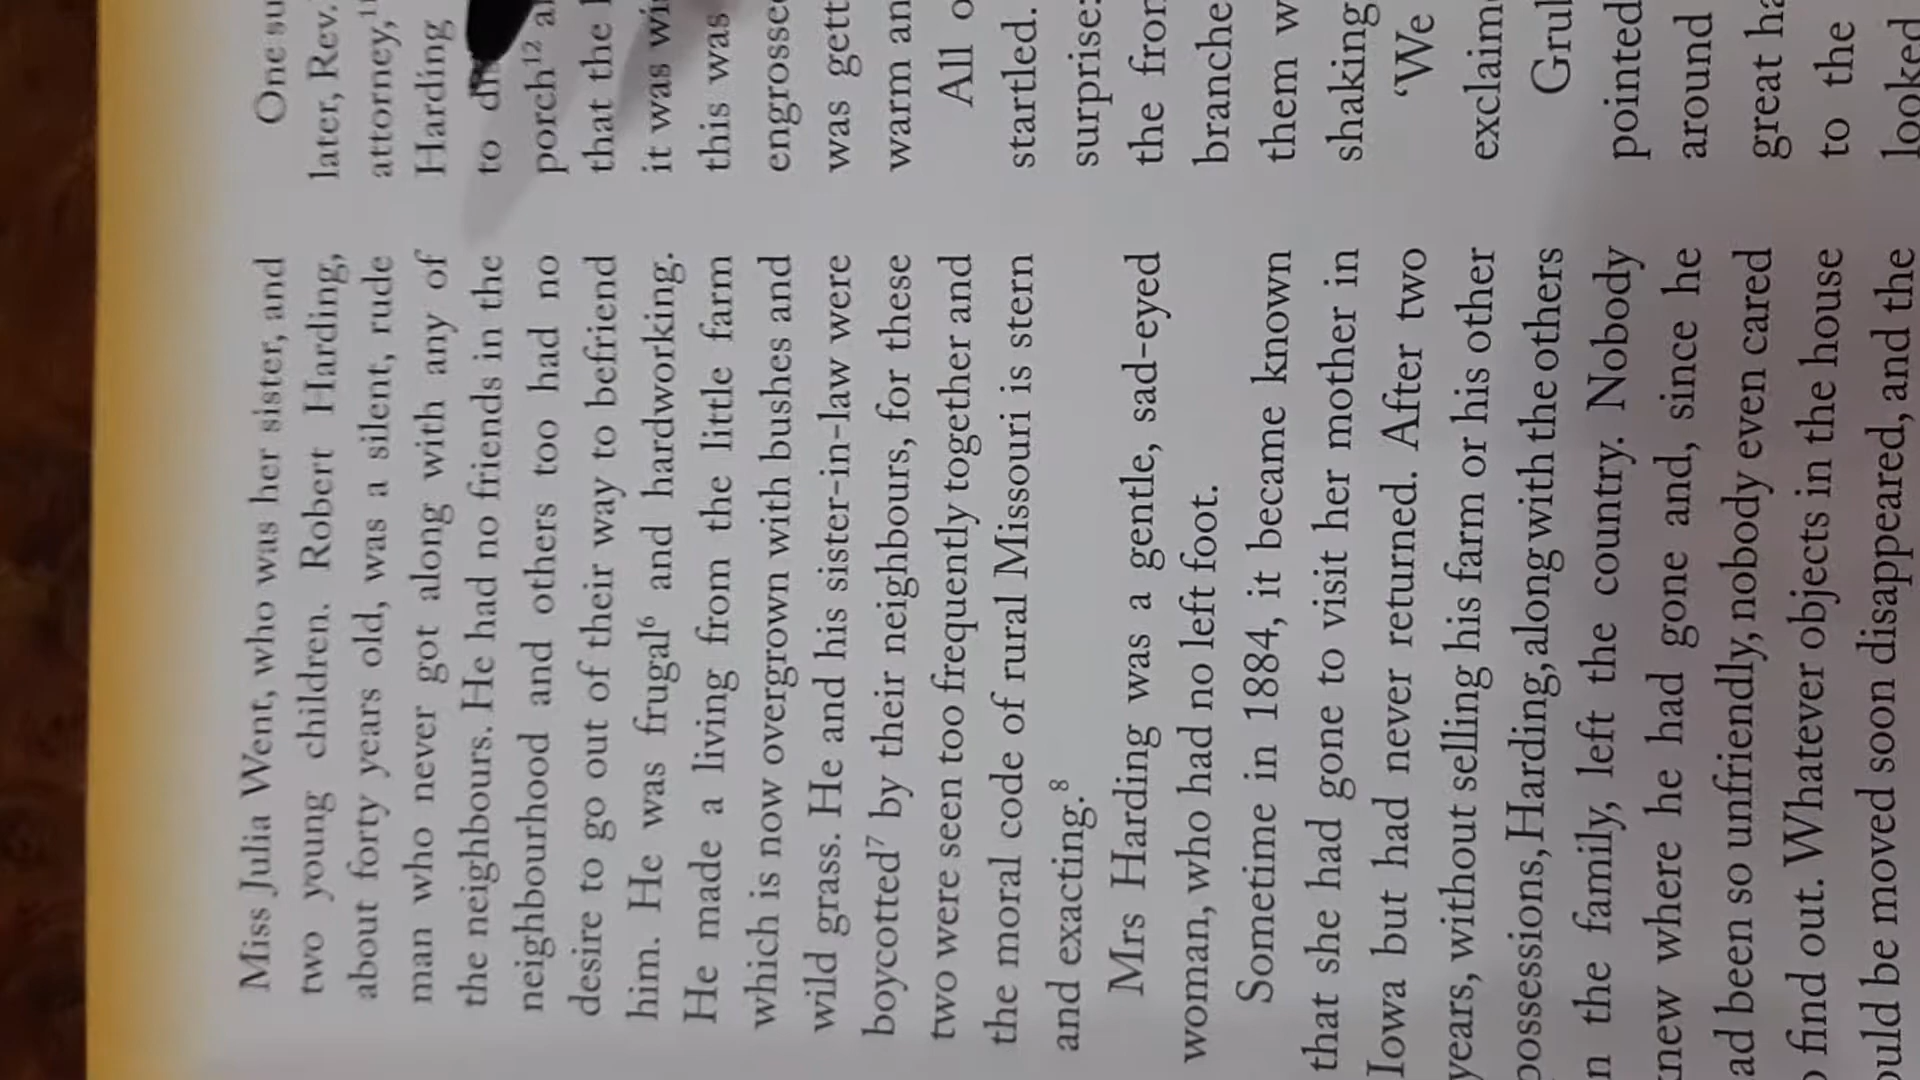 Miss Julia Went, who was her sister, and
two young children. Robert Harding,
about forty years old, was a silent, rude
man who never got along with any of
the neighbours. He had no friends in the
neighbourhood and others too had no
desire to go out of their way to befriend
him. He was frugal⁶ and hardworking.
He made a living from the little farm
which is now overgrown with bushes and
wild grass. He and his sister-in-law were
boycotted⁷ by their neighbours, for these
two were seen too frequently together and
the moral code of rural Missouri is stern
and exacting.⁸
Mrs Harding was a gentle, sad-eyed
woman, who had no left foot.
Sometime in 1884, it became known
that she had gone to visit her mother in
Iowa but had never returned. After two
years, without selling his farm or his other
possessions, Harding, along with the others
n the family, left the country. Nobody
knew where he had gone and, since he
ad been so unfriendly, nobody even cared
o find out. Whatever objects in the house
ould be moved soon disappeared, and the
One su
later, Rev.
attorney,¹¹
Harding
to
porch¹² a
that the
it was wi
this was
engrosse
was gett
warm an
All o
startled.
surprise
the fron
branche
them w
shaking
‘We
exclaim
Grul
pointed
around
great ha
to the
looked